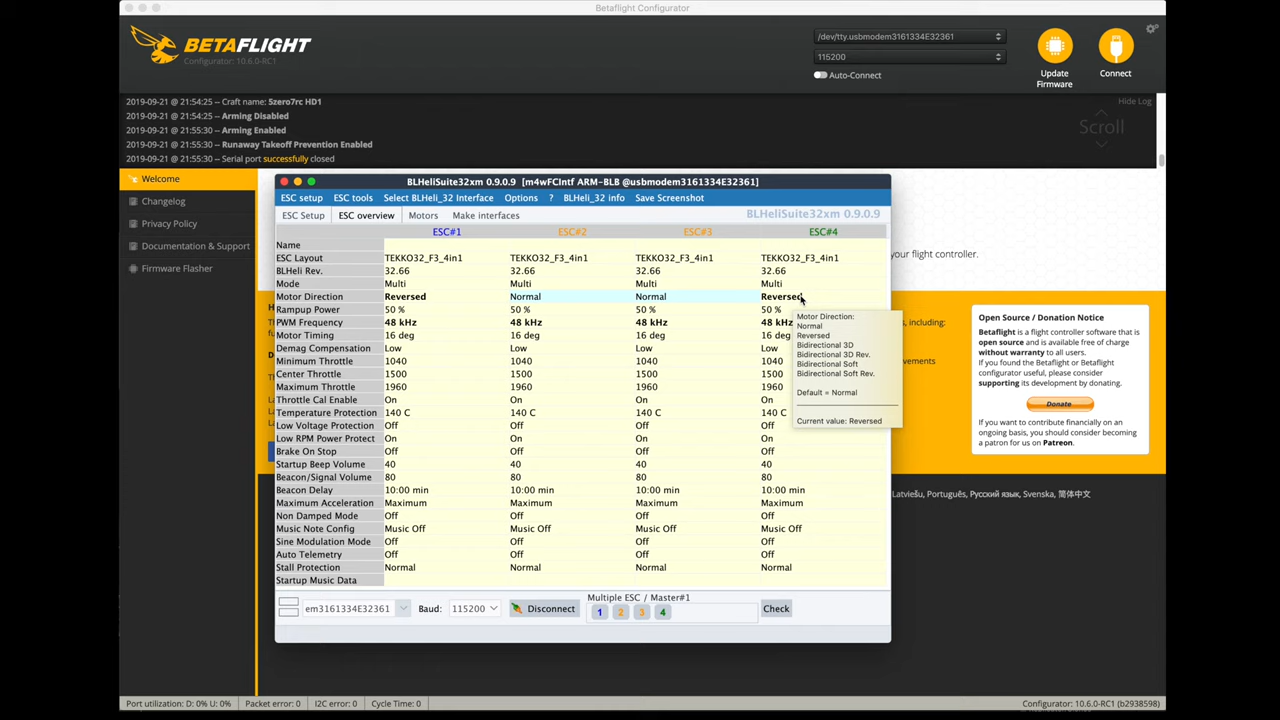 Betaflight Configurator
BETAFLIGHT
Configurator: 10.6.0-RC1
/dev/tty.usbmodem3161334E32361
115200
Auto-Connect
Update
Firmware
Connect
2019-09-21 @ 21:54:25 -- Craft name: 5zero7rc HD1
2019-09-21 @ 21:54:25 -- Arming Disabled
2019-09-21 @ 21:55:30 -- Arming Enabled
2019-09-21 @ 21:55:30 -- Runaway Takeoff Prevention Enabled
2019-09-21 @ 21:55:30 -- Serial port successfully closed
Hide Log
Scroll
Welcome
Changelog
Privacy Policy
Documentation & Support
Firmware Flasher
BLHeliSuite32xm 0.9.0.9 [m4wFCIntf ARM-BLB @usbmodem3161334E32361]
ESC setup ESC tools Select BLHeli_32 Interface Options ? BLHeli_32 info Save Screenshot
ESC Setup ESC overview Motors Make interfaces
BLHeliSuite32xm 0.9.0.9
ESC#1 ESC#2 ESC#3 ESC#4
Name
ESC Layout TEKKO32_F3_4in1 TEKKO32_F3_4in1 TEKKO32_F3_4in1 TEKKO32_F3_4in1
BLHeli Rev. 32.66 32.66 32.66 32.66
Mode Multi Multi Multi Multi
Motor Direction Reversed Normal Normal Reversed
Rampup Power 50 % 50 % 50 % 50 %
PWM Frequency 48 kHz 48 kHz 48 kHz 48 kHz
Motor Timing 16 deg 16 deg 16 deg 16 deg
Demag Compensation Low Low Low Low
Minimum Throttle 1040 1040 1040 1040
Center Throttle 1500 1500 1500 1500
Maximum Throttle 1960 1960 1960 1960
Throttle Cal Enable On On On On
Temperature Protection 140 C 140 C 140 C 140 C
Low Voltage Protection Off Off Off Off
Low RPM Power Protect On On On On
Brake On Stop Off Off Off Off
Startup Beep Volume 40 40 40 40
Beacon/Signal Volume 80 80 80 80
Beacon Delay 10:00 min 10:00 min 10:00 min 10:00 min
Maximum Acceleration Maximum Maximum Maximum Maximum
Non Damped Mode Off Off Off Off
Music Note Config Music Off Music Off Music Off Music Off
Sine Modulation Mode Off Off Off Off
Auto Telemetry Off Off Off Off
Stall Protection Normal Normal Normal Normal
Startup Music Data
Motor Direction:
Normal
Reversed
Bidirectional 3D
Bidirectional 3D Rev.
Bidirectional Soft
Bidirectional Soft Rev.
Default = Normal
Current value: Reversed
em3161334E32361
Baud: 115200
Disconnect
Multiple ESC / Master#1
1 2 3 4
Check
your flight controller.
including:
Open Source / Donation Notice
Betaflight is a flight controller software that is
open source and is available free of charge
without warranty to all users.
If you found the Betaflight or Betaflight
configurator useful, please consider
supporting its development by donating.
Donate
If you want to contribute financially on an
ongoing basis, you should consider becoming
a patron for us on Patreon.
Latviešu, Português, Русский язык, Svenska, 简体中文
Port utilization: D: 0% U: 0% Packet error: 0 I2C error: 0 Cycle Time: 0
Configurator: 10.6.0-RC1 (b2938598)